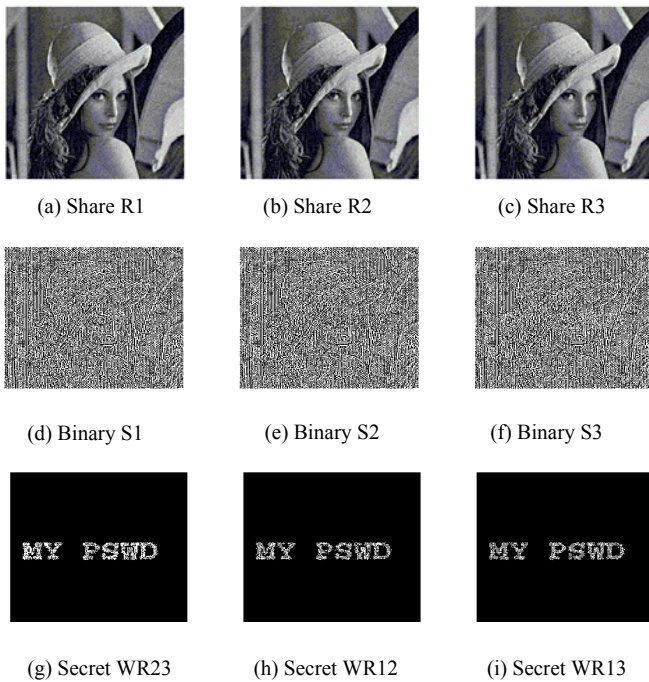 (a) Share R1 (b) Share R2 (c) Share R3
(d) Binary S1 (e) Binary S2 (f) Binary S3
MY PSWD MY PSWD MY PSWD
(g) Secret WR23 (h) Secret WR12 (i) Secret WR13